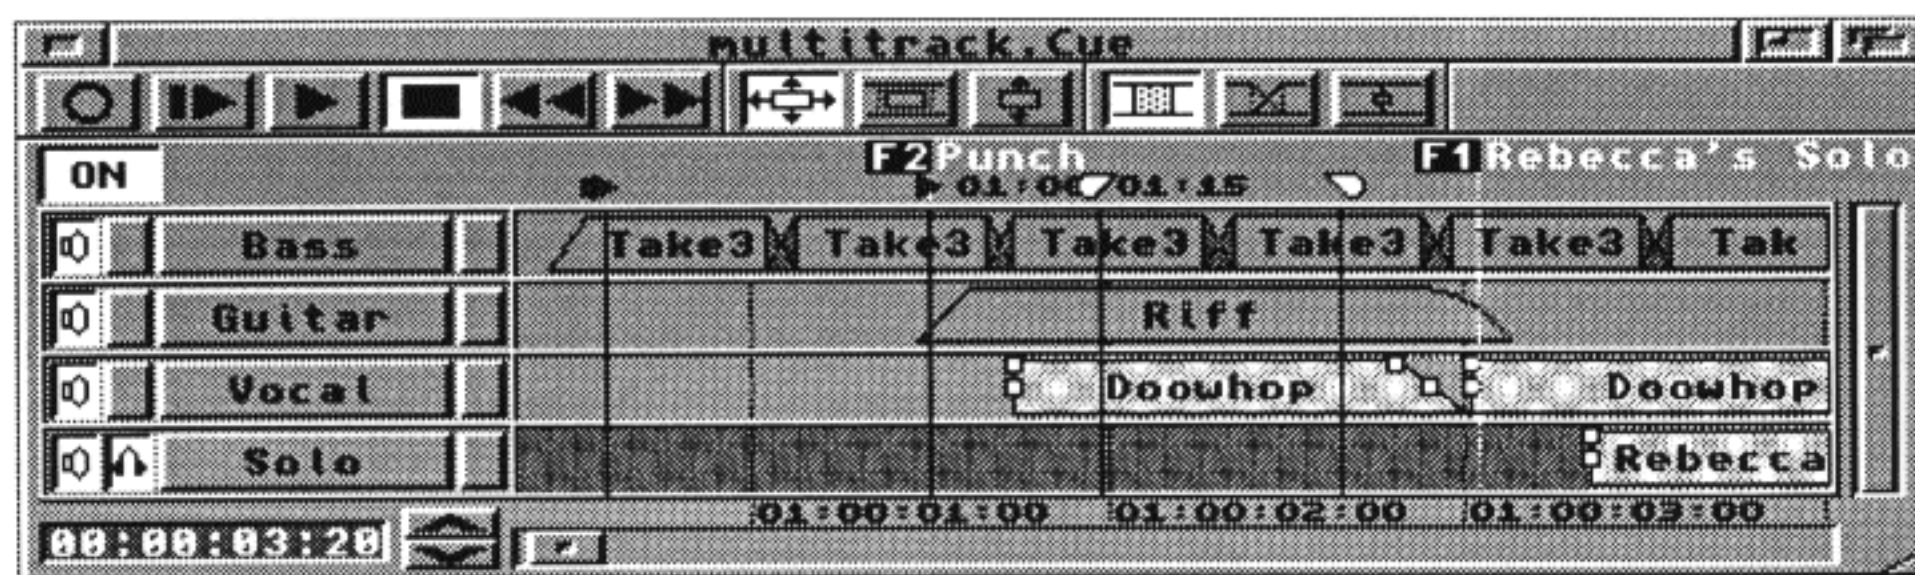 multitrack.Cue
ON
F2 Punch
F1 Rebecca's Solo
01:15
Bass Take3 Take3 Take3 Take3 Take3 Tak
Guitar Riff
Vocal Doowhop Doowhop
Solo Rebecca
01:00:01:00 01:00:02:00 01:00:03:00
00:00:03:20